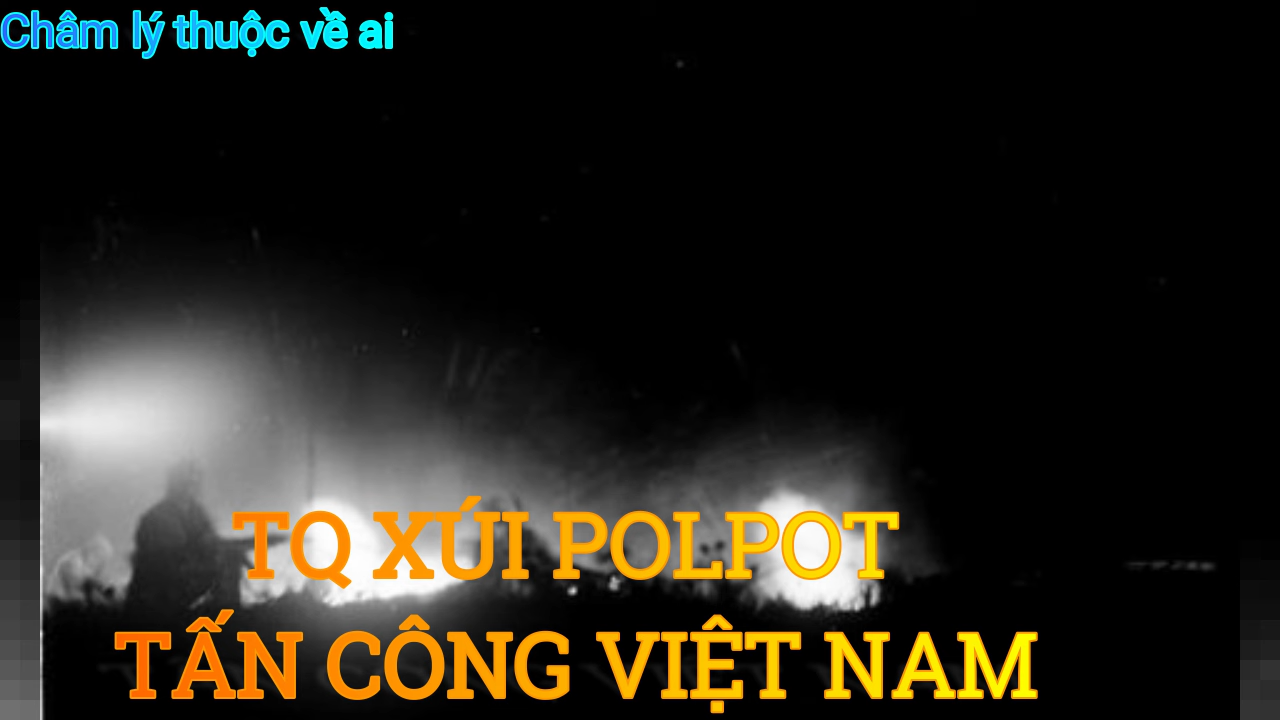 Châm lý thuộc về ai
TQ XÚI POLPOT
TẤN CÔNG VIỆT NAM